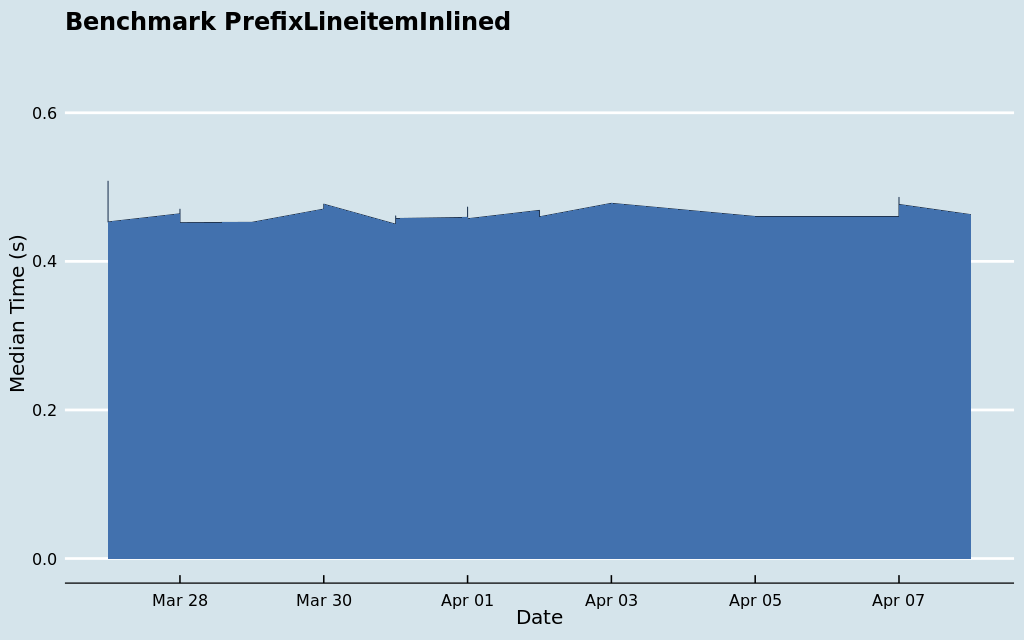 Benchmark PrefixLineitemInlined
0.6
0.4
0.2
0.0
Median Time (s)
Mar 28 Mar 30 Apr 01 Apr 03 Apr 05 Apr 07
Date